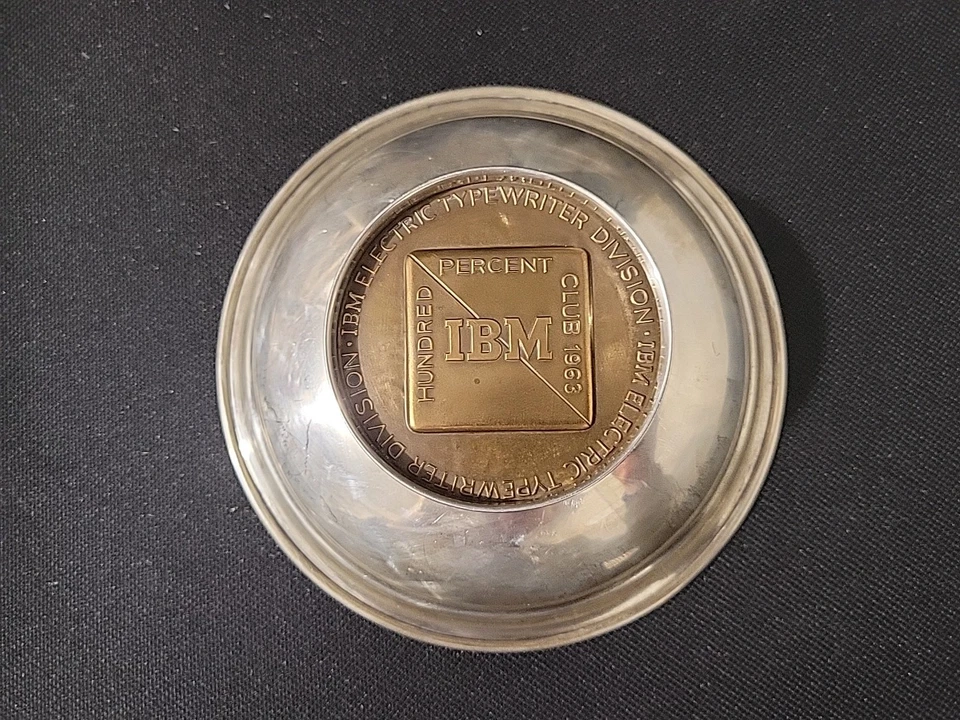 IBM ELECTRIC TYPEWRITER DIVISION · IBM ELECTRIC TYPEWRITER DIVISION ·
HUNDRED
PERCENT
CLUB 1963
IBM